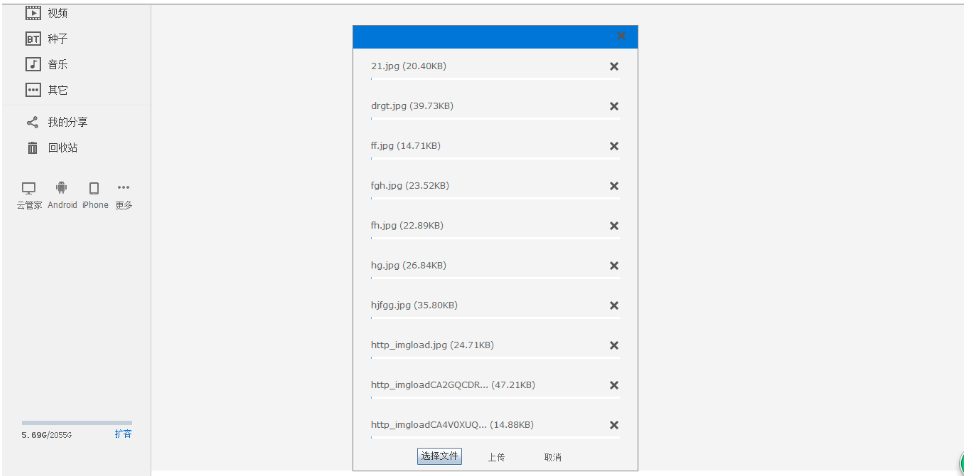 视频
BT 种子
音乐
其它
我的分享
回收站
云管家 Android iPhone 更多
5.69G/2055G 扩音
21.jpg (20.40KB)
drgt.jpg (39.73KB)
ff.jpg (14.71KB)
fgh.jpg (23.52KB)
fh.jpg (22.89KB)
hg.jpg (26.84KB)
hjfgg.jpg (35.80KB)
http_imgload.jpg (24.71KB)
http_imgloadCA2GQCDR... (47.21KB)
http_imgloadCA4V0XUQ... (14.88KB)
选择文件 上传 取消